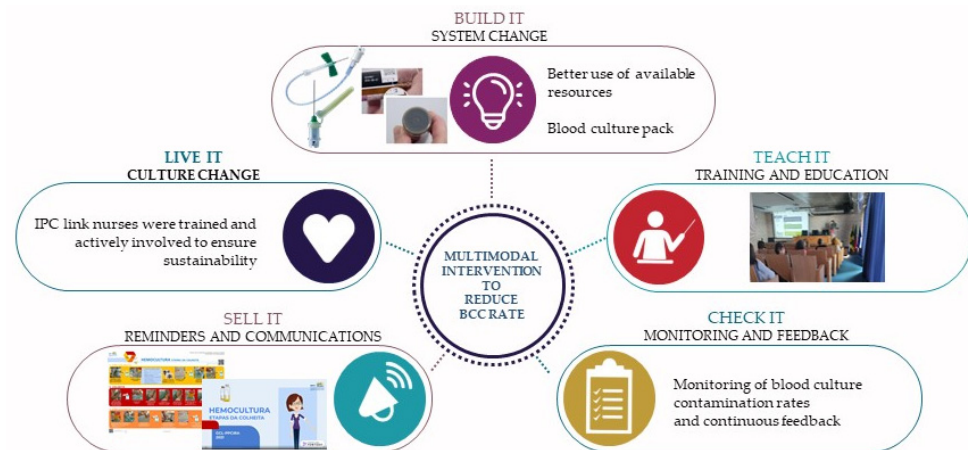 BUILD IT
SYSTEM CHANGE
Better use of available
resources
Blood culture pack
LIVE IT
CULTURE CHANGE
IPC link nurses were trained and
actively involved to ensure
sustainability
TEACH IT
TRAINING AND EDUCATION
MULTIMODAL
INTERVENTION
TO
REDUCE
BCC RATE
SELL IT
REMINDERS AND COMMUNICATIONS
HEMOCULTURA
HEMOCULTURA
ETAPAS DA COLHEITA
CHECK IT
MONITORING AND FEEDBACK
Monitoring of blood culture
contamination rates
and continuous feedback